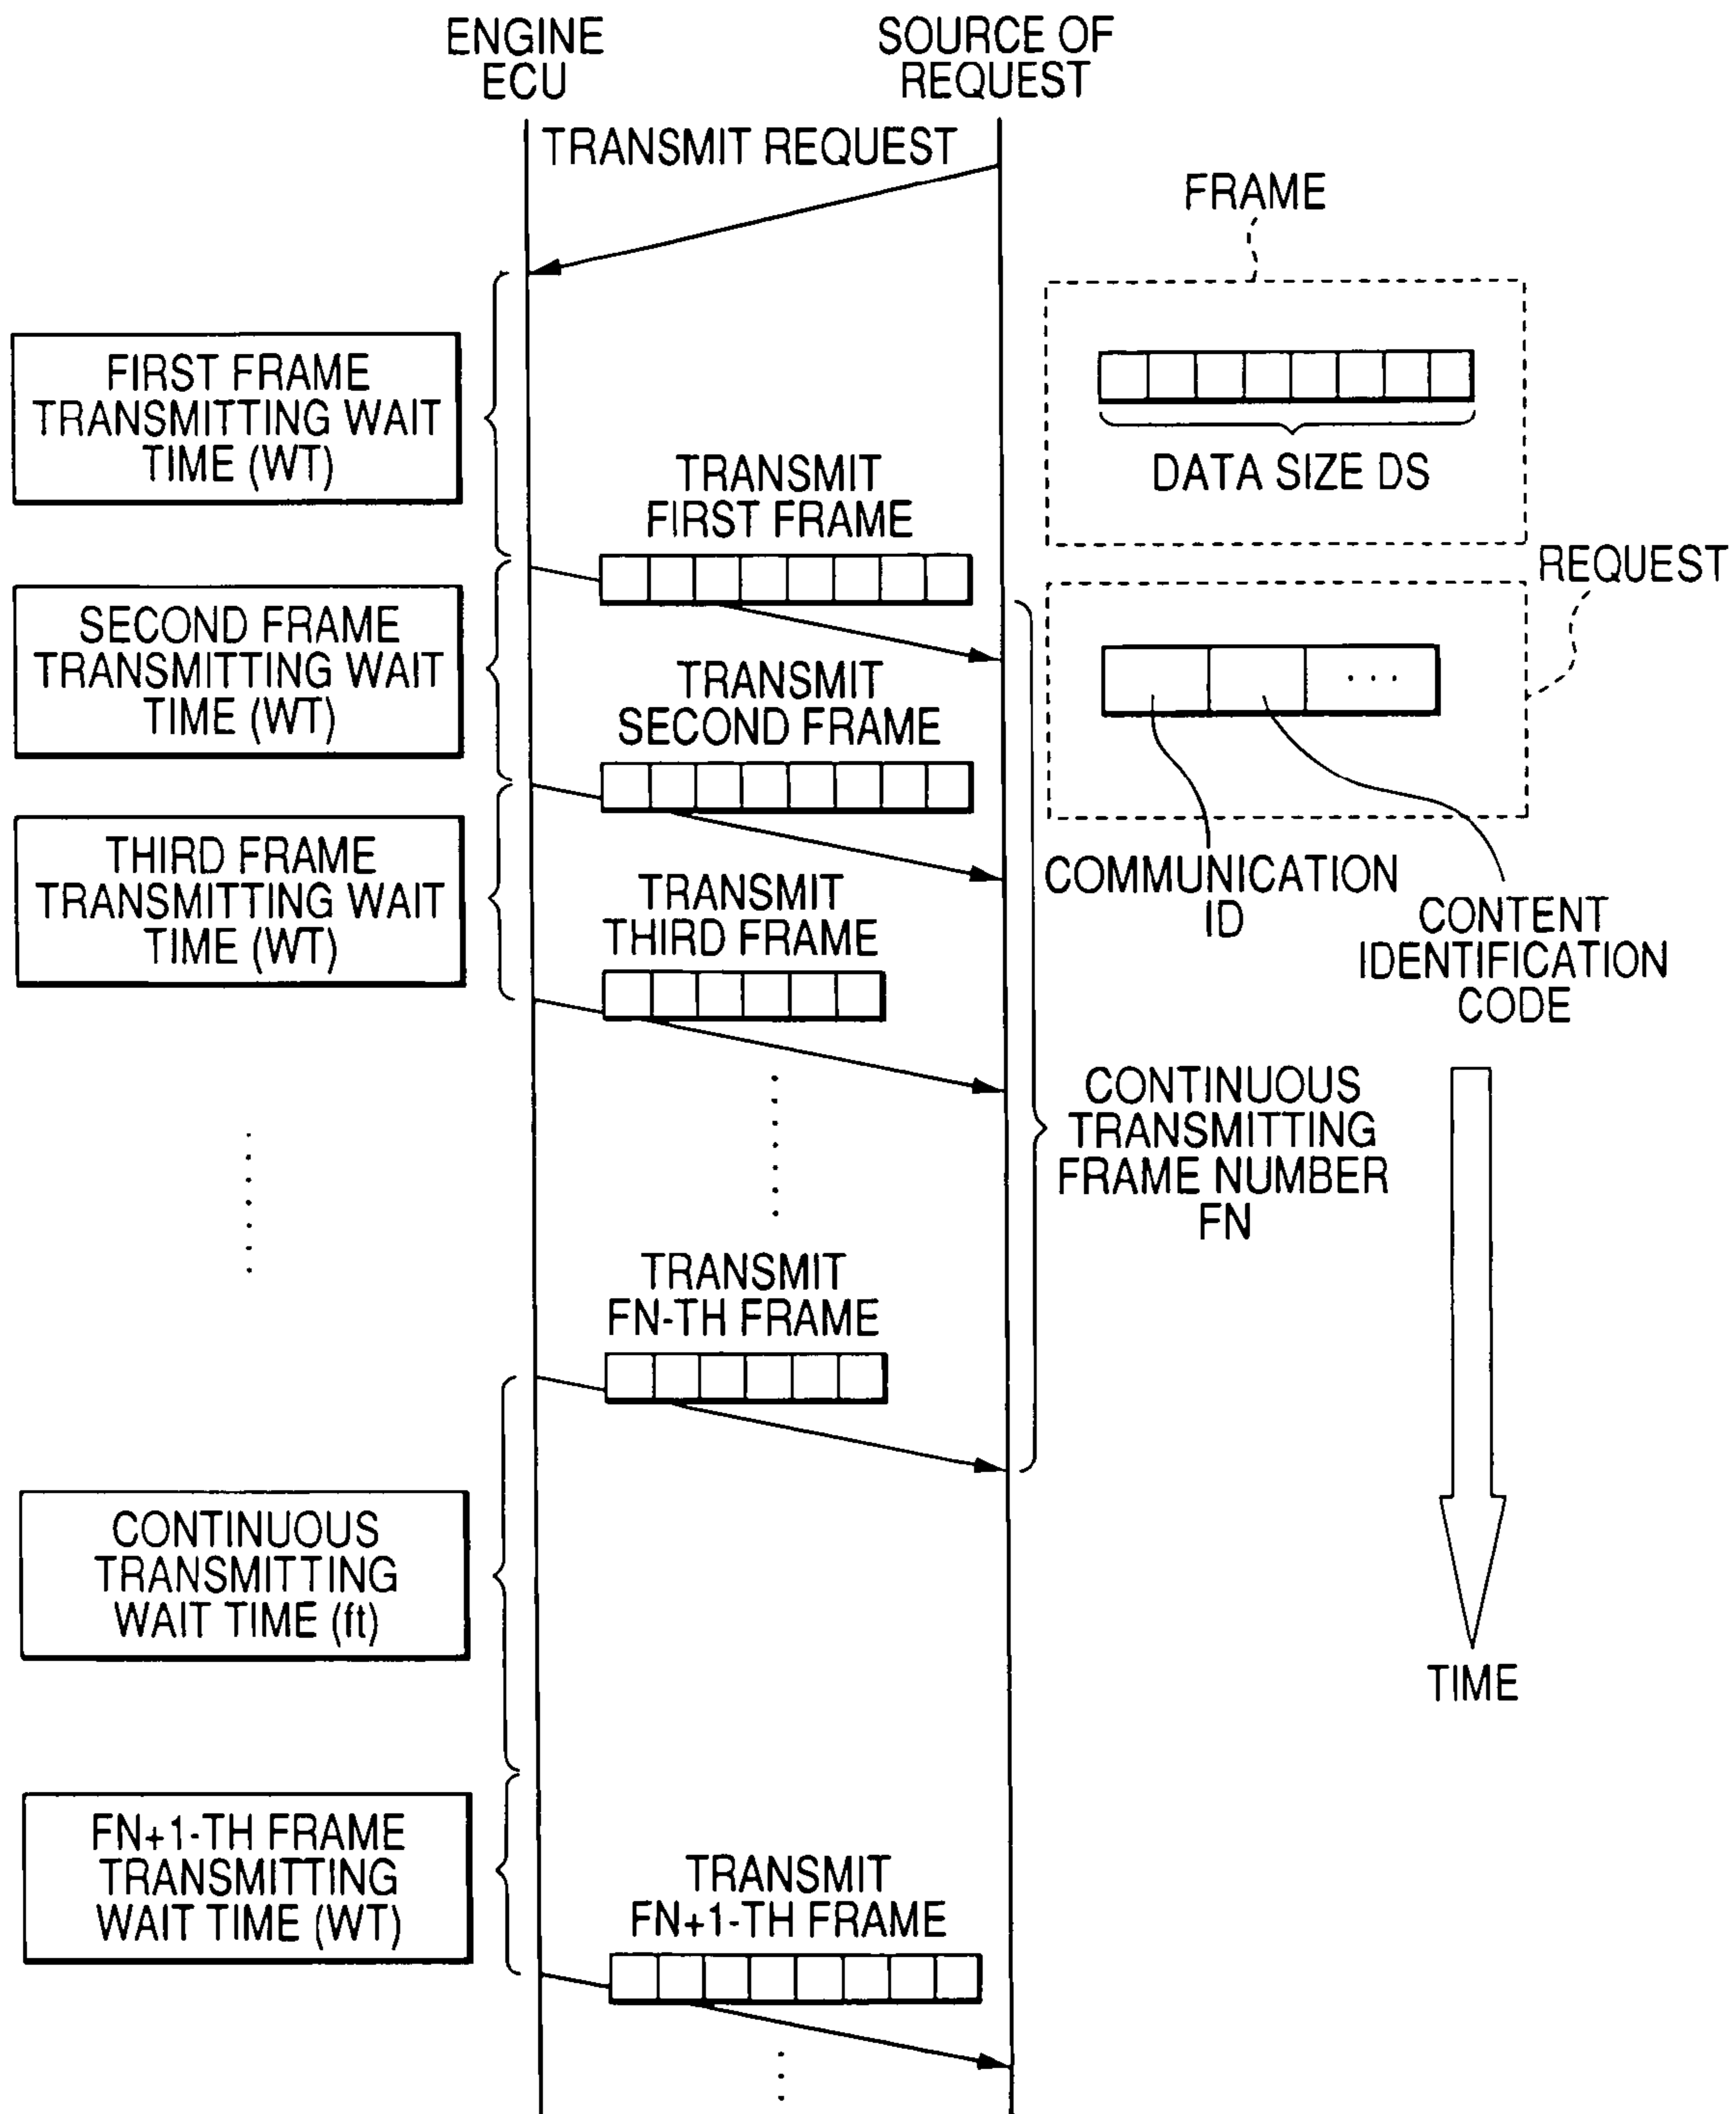 ENGINE
ECU
SOURCE OF
REQUEST
TRANSMIT REQUEST
FRAME
DATA SIZE DS
FIRST FRAME
TRANSMITTING WAIT
TIME (WT)
TRANSMIT
FIRST FRAME
REQUEST
SECOND FRAME
TRANSMITTING WAIT
TIME (WT)
TRANSMIT
SECOND FRAME
...
COMMUNICATION
ID
CONTENT
IDENTIFICATION
CODE
THIRD FRAME
TRANSMITTING WAIT
TIME (WT)
TRANSMIT
THIRD FRAME
CONTINUOUS
TRANSMITTING
FRAME NUMBER
FN
TRANSMIT
FN-TH FRAME
CONTINUOUS
TRANSMITTING
WAIT TIME (ft)
TIME
FN+1-TH FRAME
TRANSMITTING
WAIT TIME (WT)
TRANSMIT
FN+1-TH FRAME